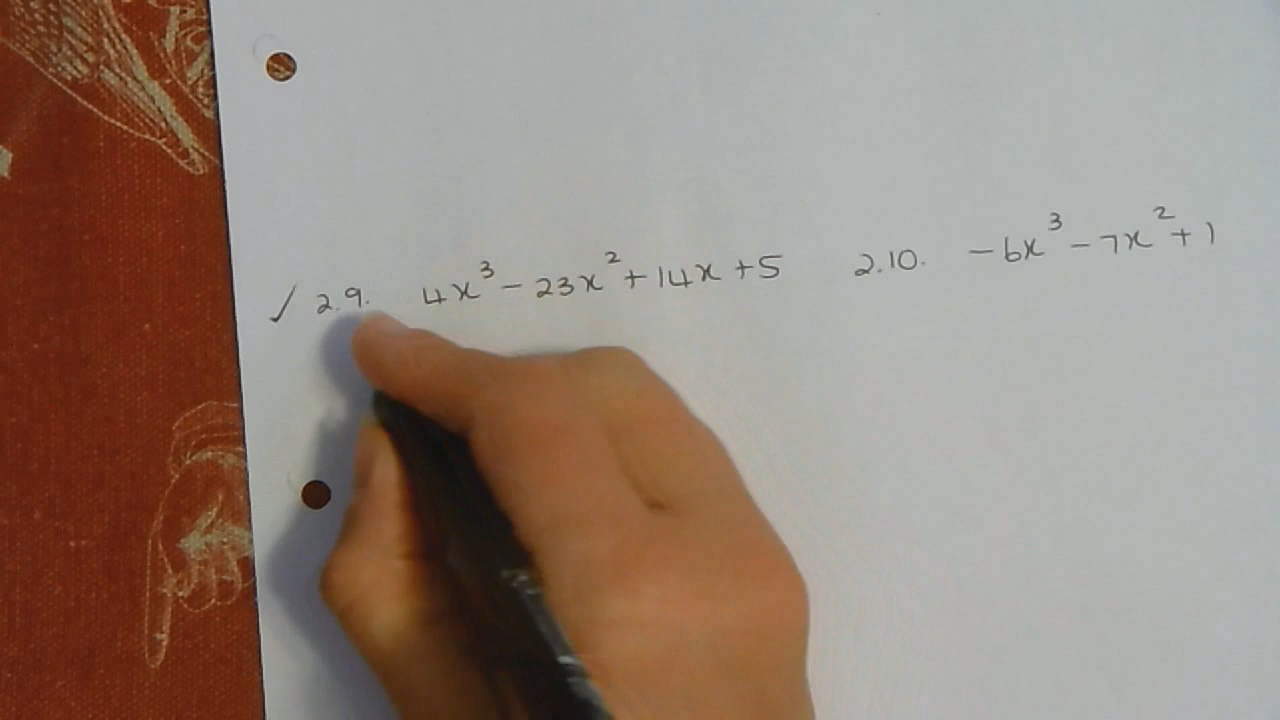 ✓ 2.9. 4x³ - 23x² + 14x + 5 2.10. - 6x³ - 7x² + 1